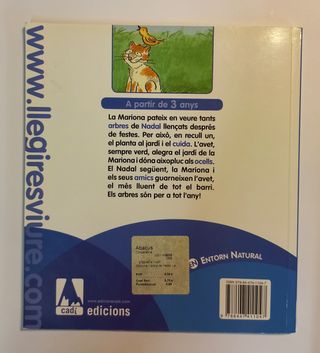 www.llegiresviure.com
A partir de 3 anys
La Mariona pateix en veure tants
arbres de Nadal llençats després
de festes. Per això, en recull un,
el planta al jardí i el cuida. L'avet,
sempre verd, alegra el jardí de la
Mariona i dóna aixopluc als ocells.
El Nadal següent, la Mariona i
els seus amics guarneixen l'avet,
el més lluent de tot el barri.
Els arbres són per a tot l'any!
Abacus
EN ENTORN NATURAL
cadí
edicions